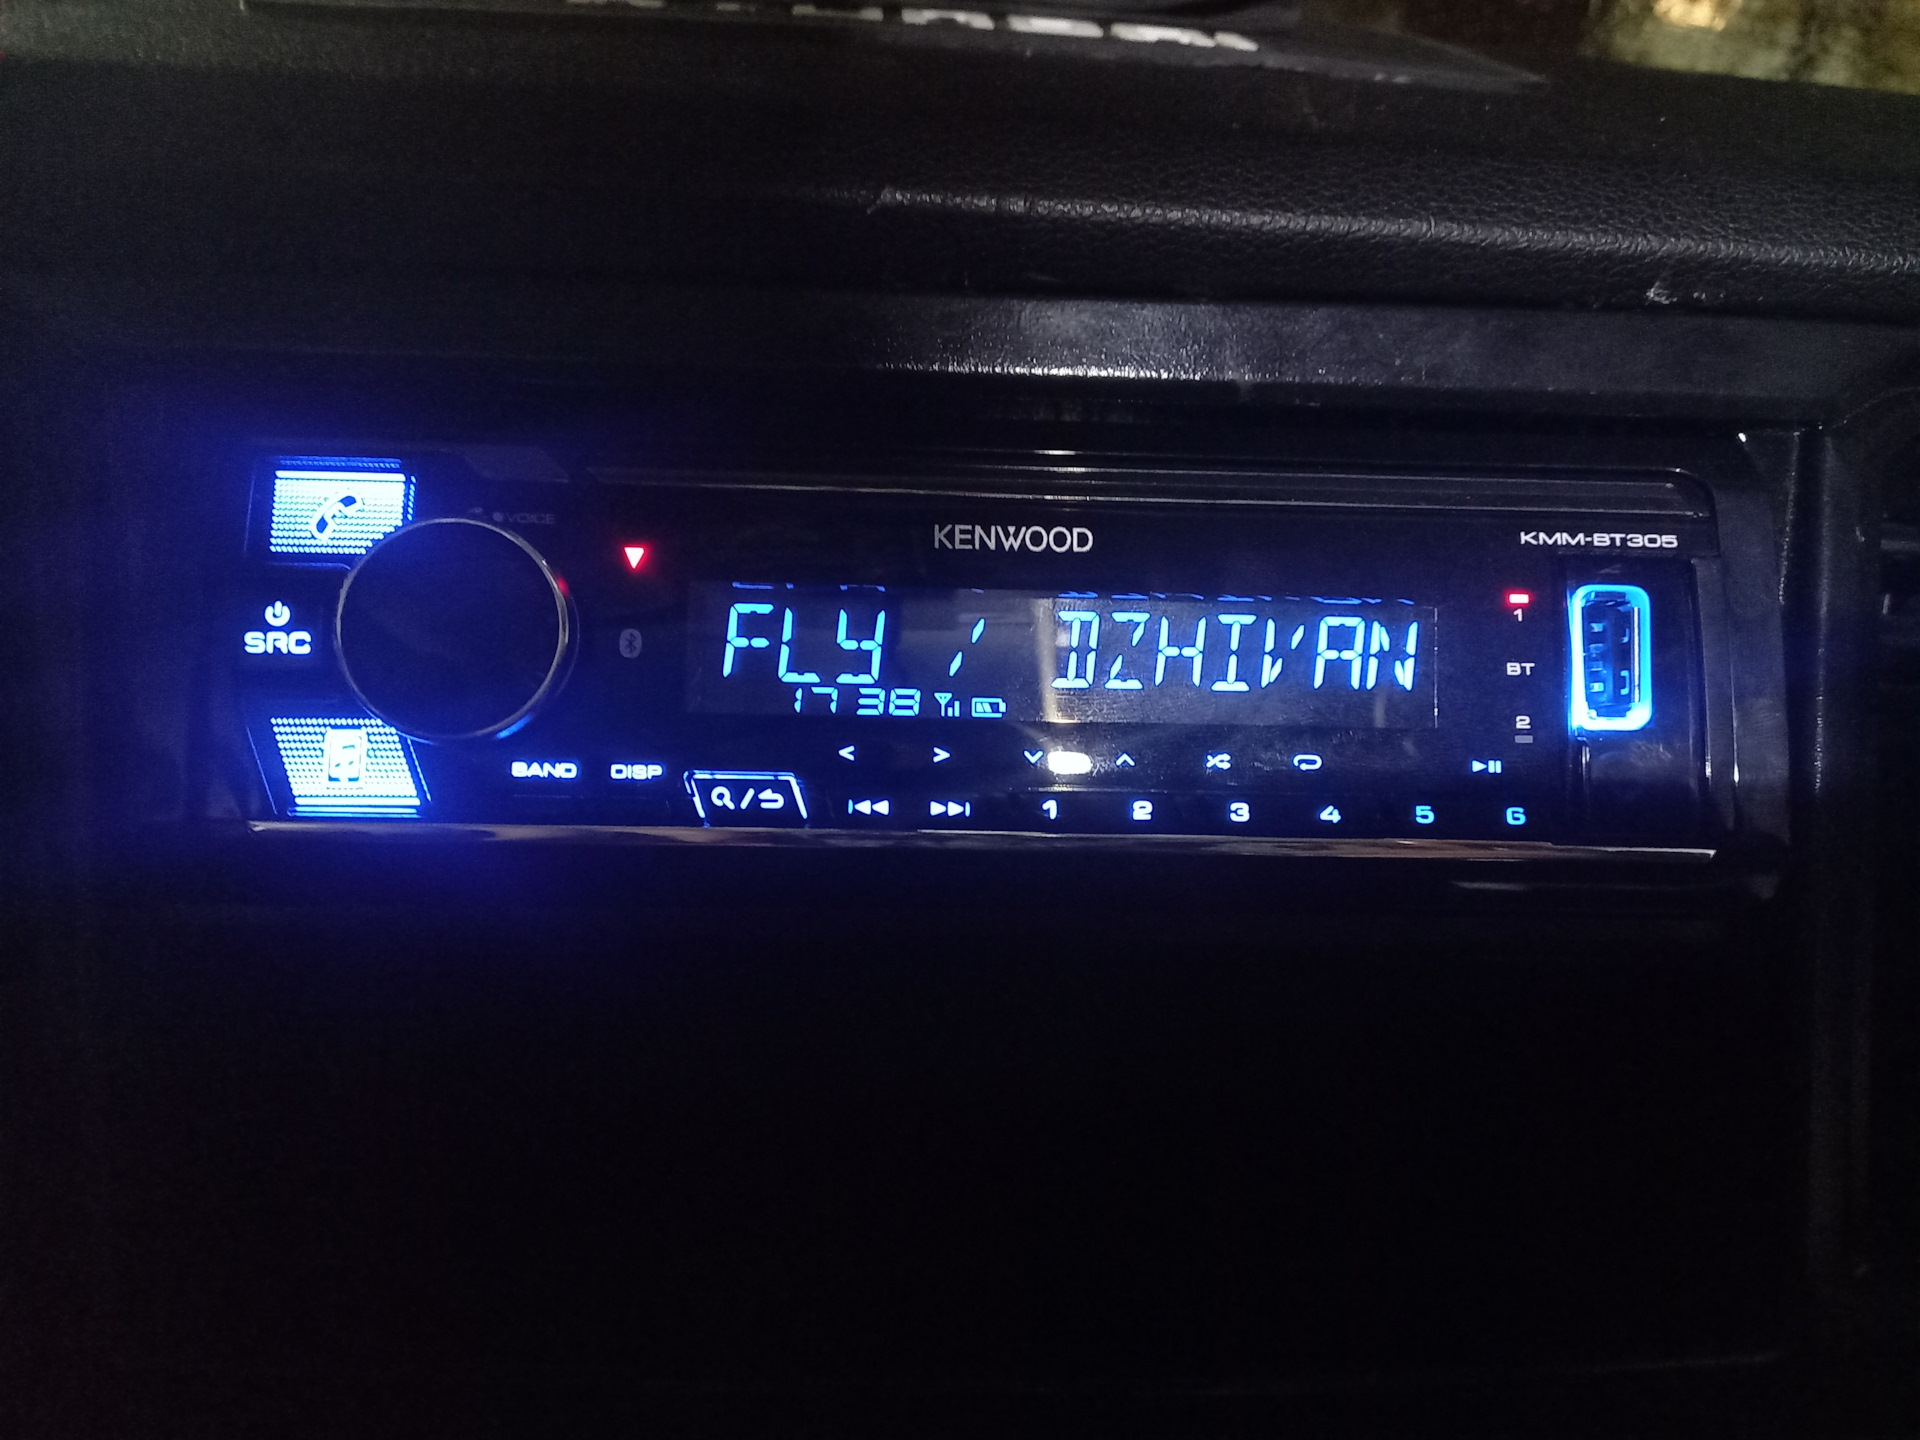 VOICE
KENWOOD
KMM-BT305
FLY / DZHIVAN
1
SRC
BT
17 38
2
BAND
DISP
1 2 3 4 5 6